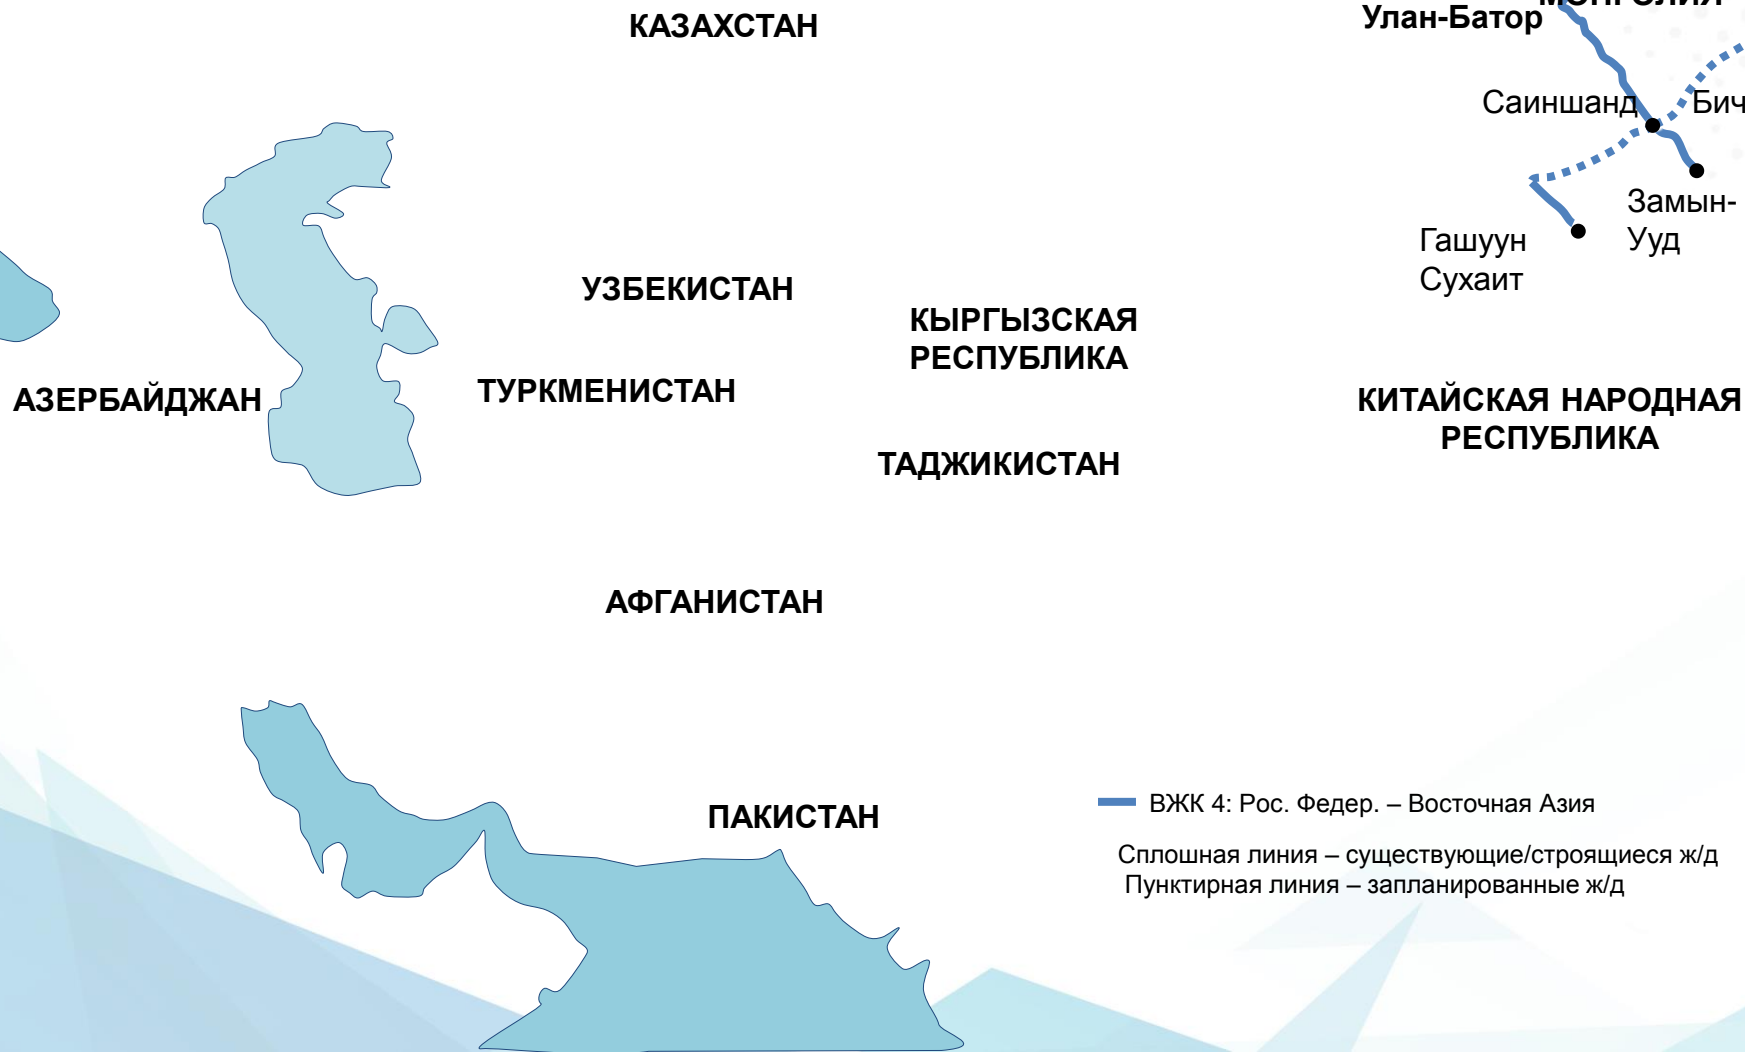 КАЗАХСТАН
Улан-Батор
Саиншанд
Бич
Замын-
Ууд
Гашуун
Сухаит
УЗБЕКИСТАН
КЫРГЫЗСКАЯ
РЕСПУБЛИКА
АЗЕРБАЙДЖАН
ТУРКМЕНИСТАН
КИТАЙСКАЯ НАРОДНАЯ
РЕСПУБЛИКА
ТАДЖИКИСТАН
АФГАНИСТАН
ПАКИСТАН
ВЖК 4: Рос. Федер. – Восточная Азия
Сплошная линия – существующие/строящиеся ж/д
Пунктирная линия – запланированные ж/д